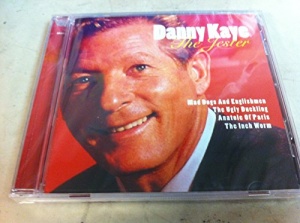 Danny Kaye
The Jester
Mad Dogs And Englishmen
The Ugly Duckling
Anatole Of Paris
The Inch Worm